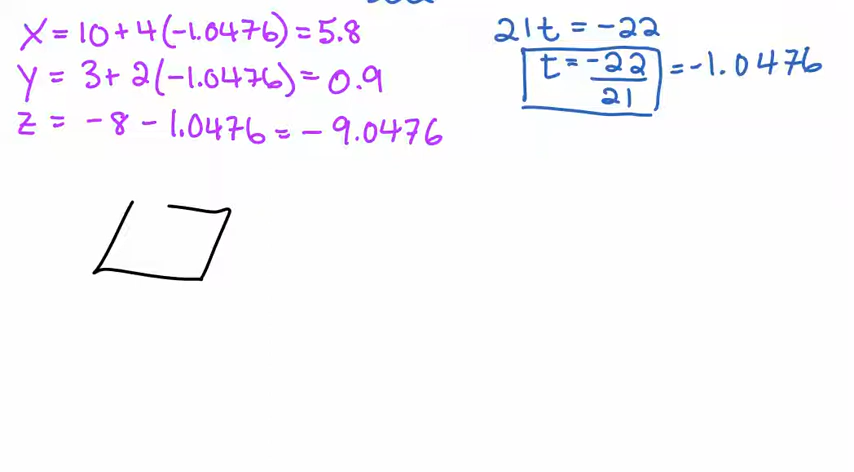 X = 10 + 4(-1.0476) = 5.8
Y = 3 + 2(-1.0476) = 0.9
Z = -8 - 1.0476 = -9.0476
21t = -22
t = -22/21 = -1.0476